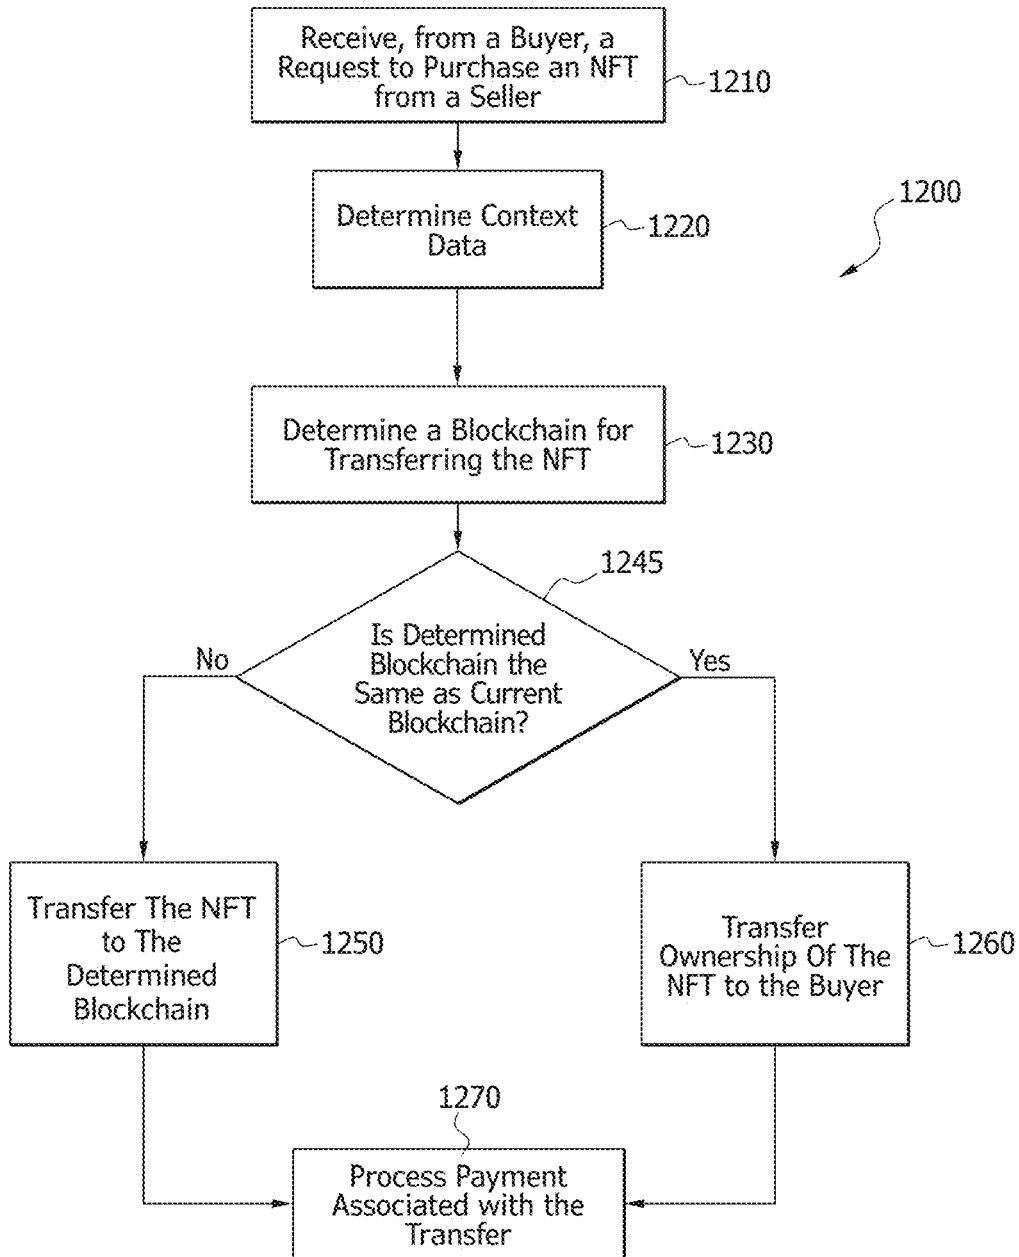 Receive, from a Buyer, a
Request to Purchase an NFT
from a Seller
1210
1200
Determine Context
Data
1220
Determine a Blockchain for
Transferring the NFT
1230
1245
Is Determined
Blockchain the
Same as Current
Blockchain?
No
Yes
Transfer The NFT
to The
Determined
Blockchain
1250
Transfer
Ownership Of The
NFT to the Buyer
1260
1270
Process Payment
Associated with the
Transfer